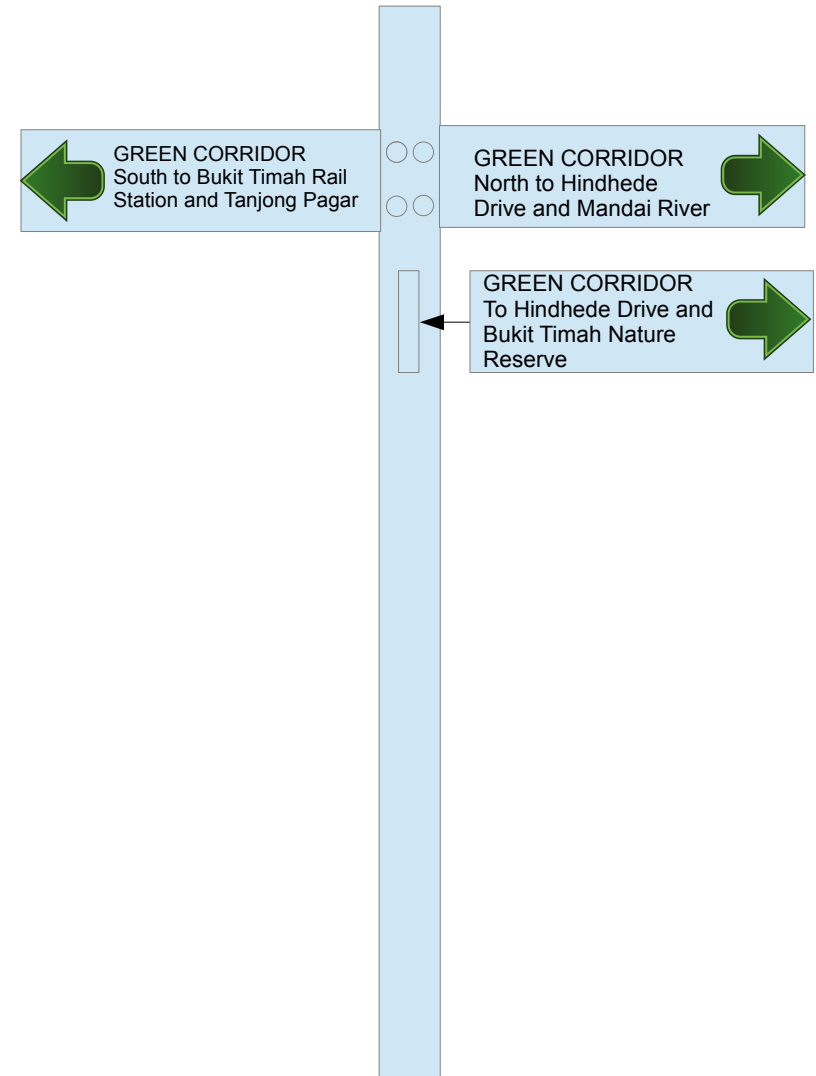 GREEN CORRIDOR
South to Bukit Timah Rail
Station and Tanjong Pagar
GREEN CORRIDOR
North to Hindhede
Drive and Mandai River
GREEN CORRIDOR
To Hindhede Drive and
Bukit Timah Nature
Reserve